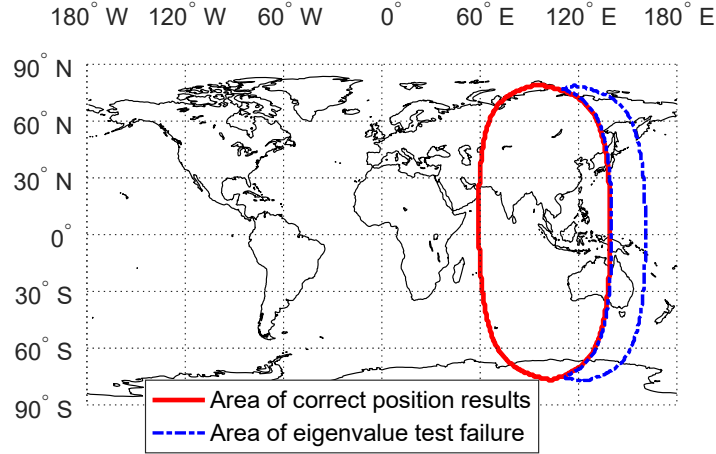 180° W 120° W 60° W 0° 60° E 120° E 180° E
90° N
60° N
30° N
0°
30° S
60° S
90° S
Area of correct position results
Area of eigenvalue test failure